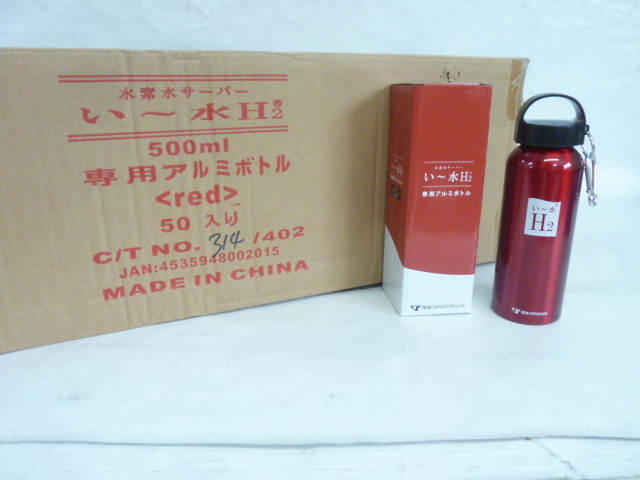 水素水サーバー
い〜水H2®
500ml
専用アルミボトル
<red>
50 入り
C/T NO. 314 /402
JAN:4535948002015
MADE IN CHINA
水素水サーバー
い〜水H2
専用アルミボトル
CORPORATION
い〜水
H2
CORPORATION